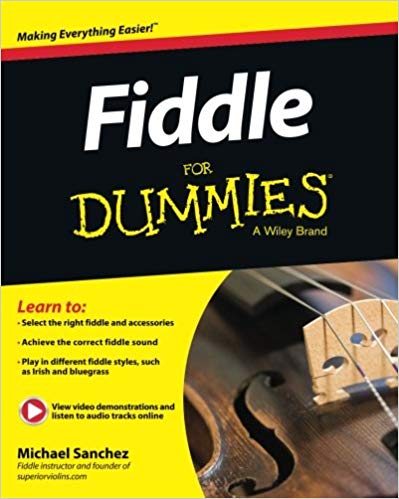 Making Everything Easier!™
Fiddle
FOR
DUMMIES®
A Wiley Brand
Learn to:
• Select the right fiddle and accessories
• Achieve the correct fiddle sound
• Play in different fiddle styles, such
as Irish and bluegrass
View video demonstrations and
listen to audio tracks online
Michael Sanchez
Fiddle instructor and founder of
superiorviolins.com